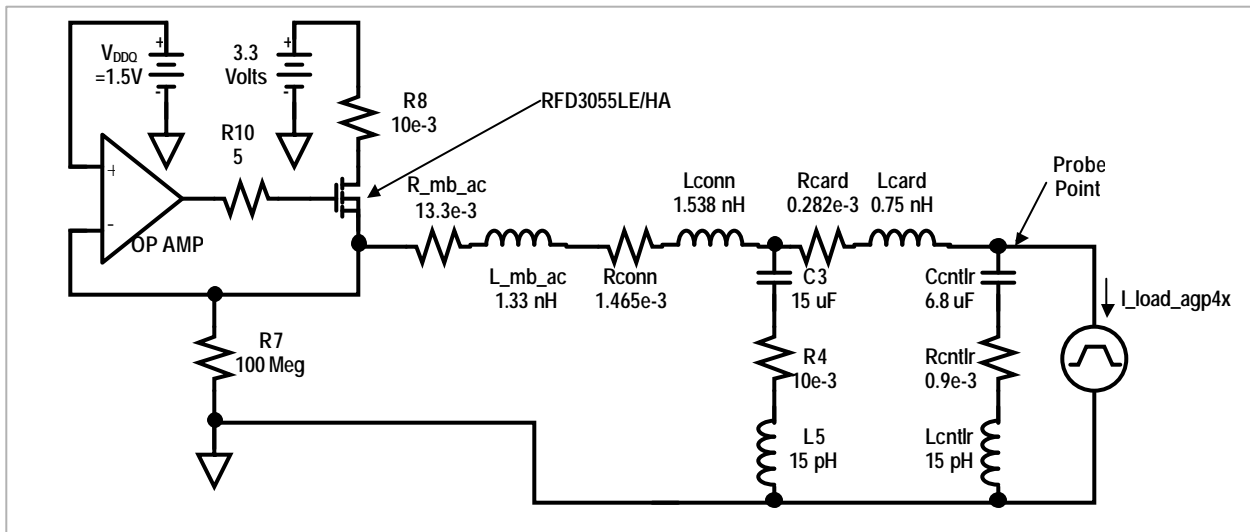 VDDQ
=1.5V
+
-
3.3
Volts
+
-
R8
10e-3
RFD3055LE/HA
R10
5
+
-
OP AMP
R_mb_ac
13.3e-3
L_mb_ac
1.33 nH
Rconn
1.465e-3
Lconn
1.538 nH
Rcard
0.282e-3
Lcard
0.75 nH
Probe
Point
C3
15 uF
Ccntlr
6.8 uF
I_load_agp4x
R7
100 Meg
R4
10e-3
Rcntlr
0.9e-3
L5
15 pH
Lcntlr
15 pH